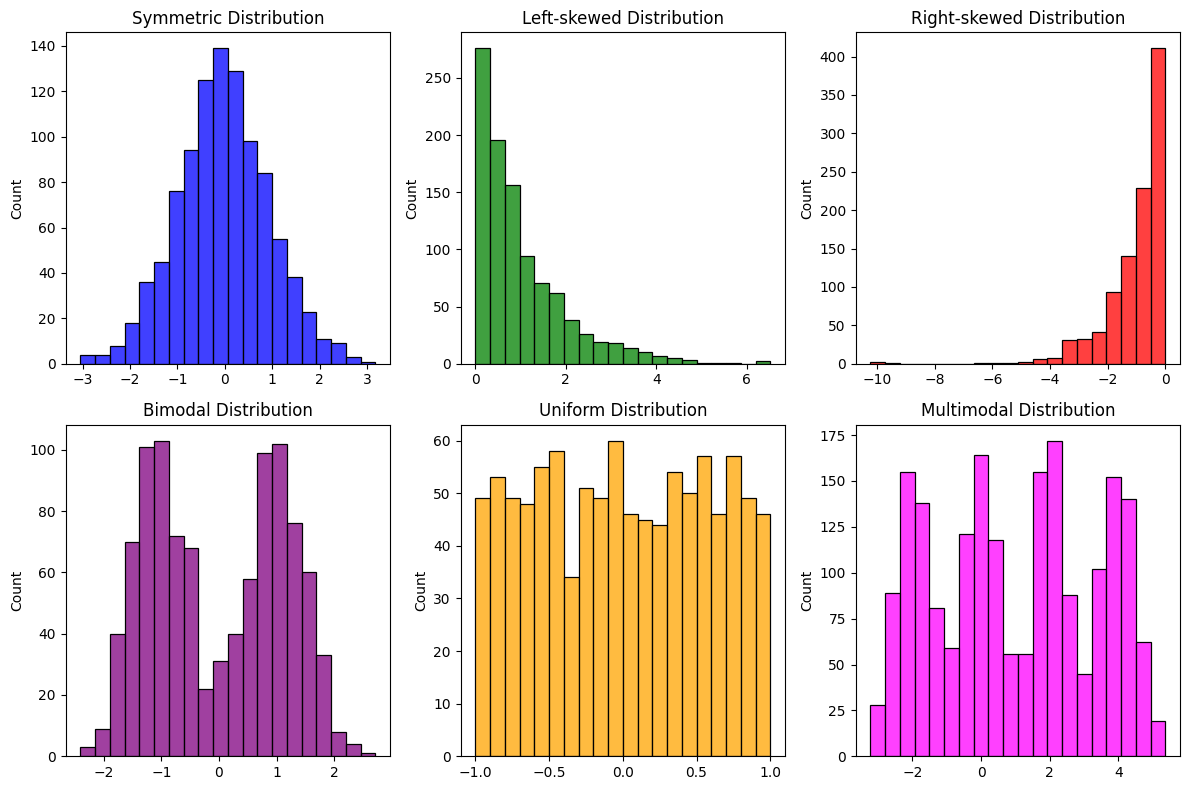 Symmetric Distribution
Left-skewed Distribution
Right-skewed Distribution
Count
140
120
100
80
60
40
20
0
−3 −2 −1 0 1 2 3
Count
250
200
150
100
50
0
0 2 4 6
Count
400
350
300
250
200
150
100
50
0
−10 −8 −6 −4 −2 0
Bimodal Distribution
Uniform Distribution
Multimodal Distribution
Count
100
80
60
40
20
0
−2 −1 0 1 2
Count
60
50
40
30
20
10
0
−1.0 −0.5 0.0 0.5 1.0
Count
175
150
125
100
75
50
25
0
−2 0 2 4